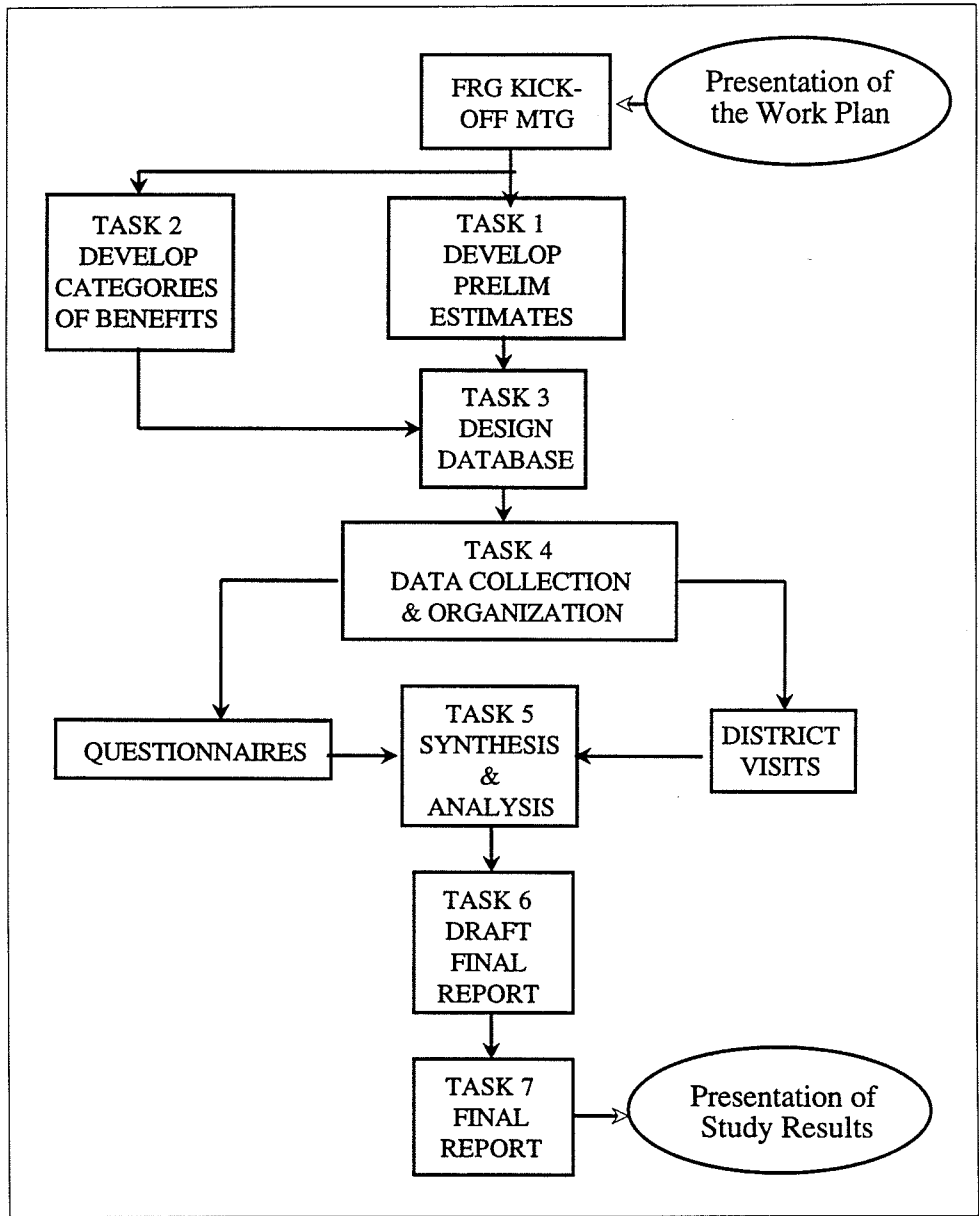 FRG KICK-
OFF MTG
Presentation of
the Work Plan
TASK 2
DEVELOP
CATEGORIES
OF BENEFITS
TASK 1
DEVELOP
PRELIM
ESTIMATES
TASK 3
DESIGN
DATABASE
TASK 4
DATA COLLECTION
& ORGANIZATION
QUESTIONNAIRES
TASK 5
SYNTHESIS
&
ANALYSIS
DISTRICT
VISITS
TASK 6
DRAFT
FINAL
REPORT
TASK 7
FINAL
REPORT
Presentation of
Study Results